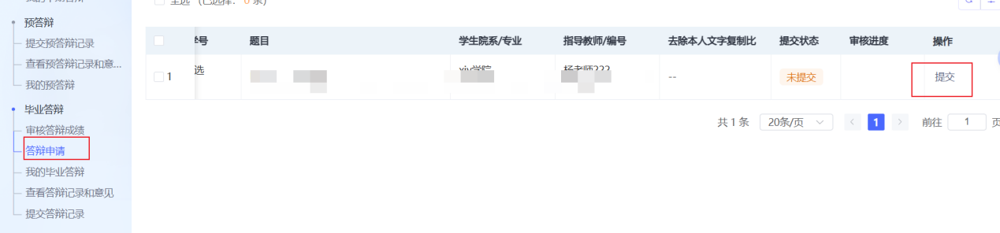 全选（已选择：0 条）
预答辩
提交预答辩记录
查看预答辩记录和意...
我的预答辩
毕业答辩
审核答辩成绩
答辩申请
我的毕业答辩
查看答辩记录和意见
提交答辩记录
学号 题目 学生院系/专业 指导教师/编号 去除本人文字复制比 提交状态 审核进度 操作
1 选 -- 未提交 提交
共 1 条 20条/页 1 前往 1 页